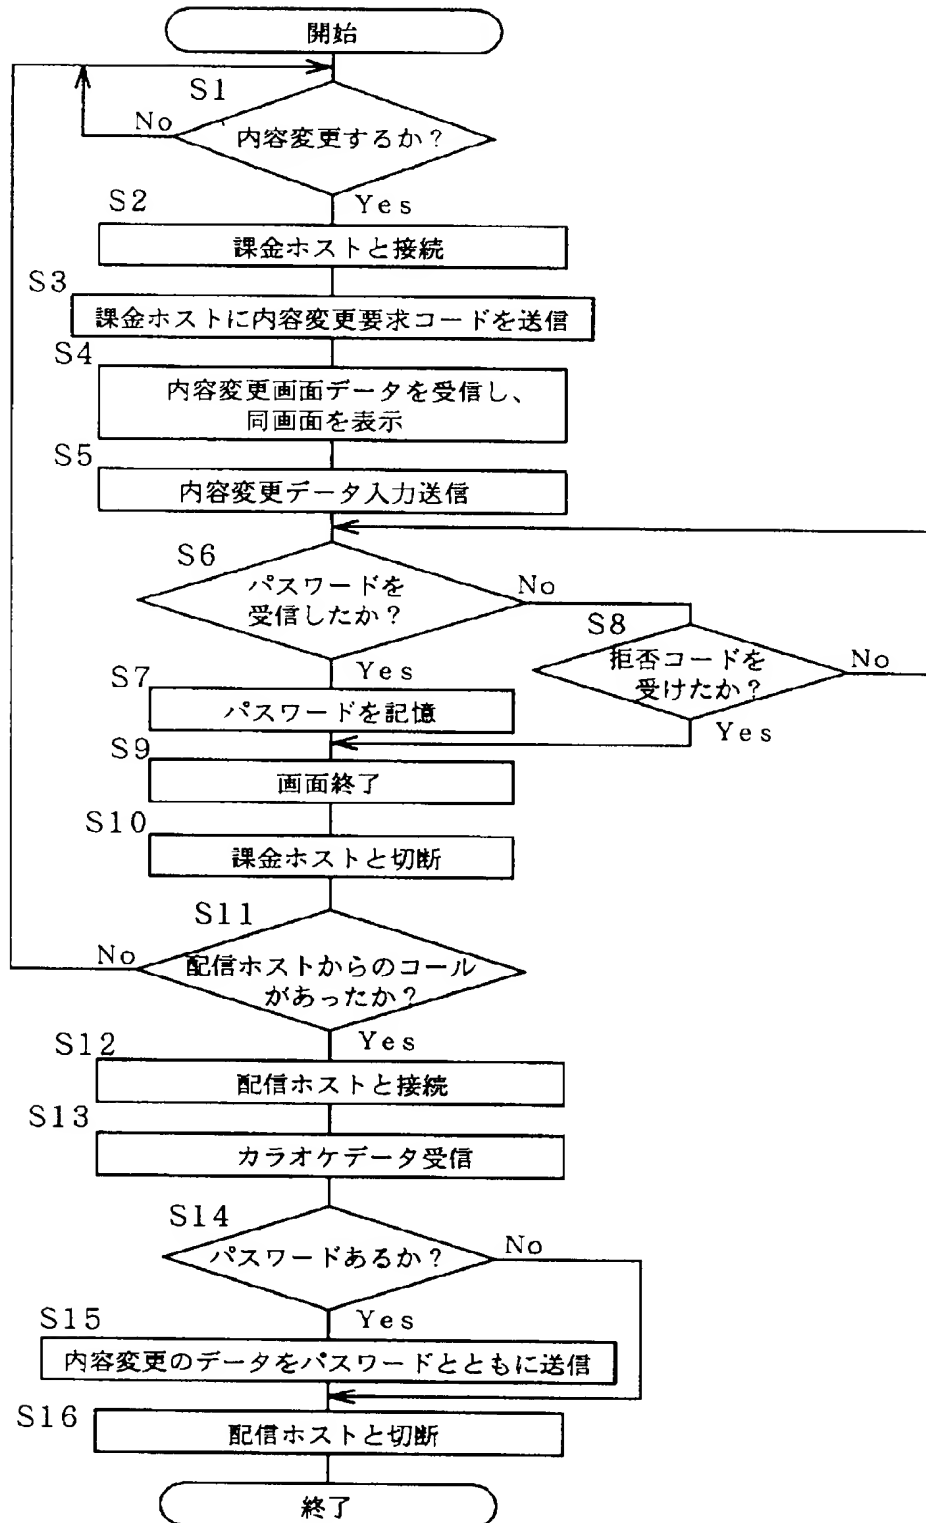 開始
S1
No
内容変更するか？
Yes
S2
課金ホストと接続
S3
課金ホストに内容変更要求コードを送信
S4
内容変更画面データを受信し、
同画面を表示
S5
内容変更データ入力送信
S6
パスワードを
受信したか？
No
S8
拒否コードを
受けたか？
No
Yes
Yes
S7
パスワードを記憶
S9
画面終了
S10
課金ホストと切断
S11
No
配信ホストからのコール
があったか？
Yes
S12
配信ホストと接続
S13
カラオケデータ受信
S14
パスワードあるか？
No
Yes
S15
内容変更のデータをパスワードとともに送信
S16
配信ホストと切断
終了